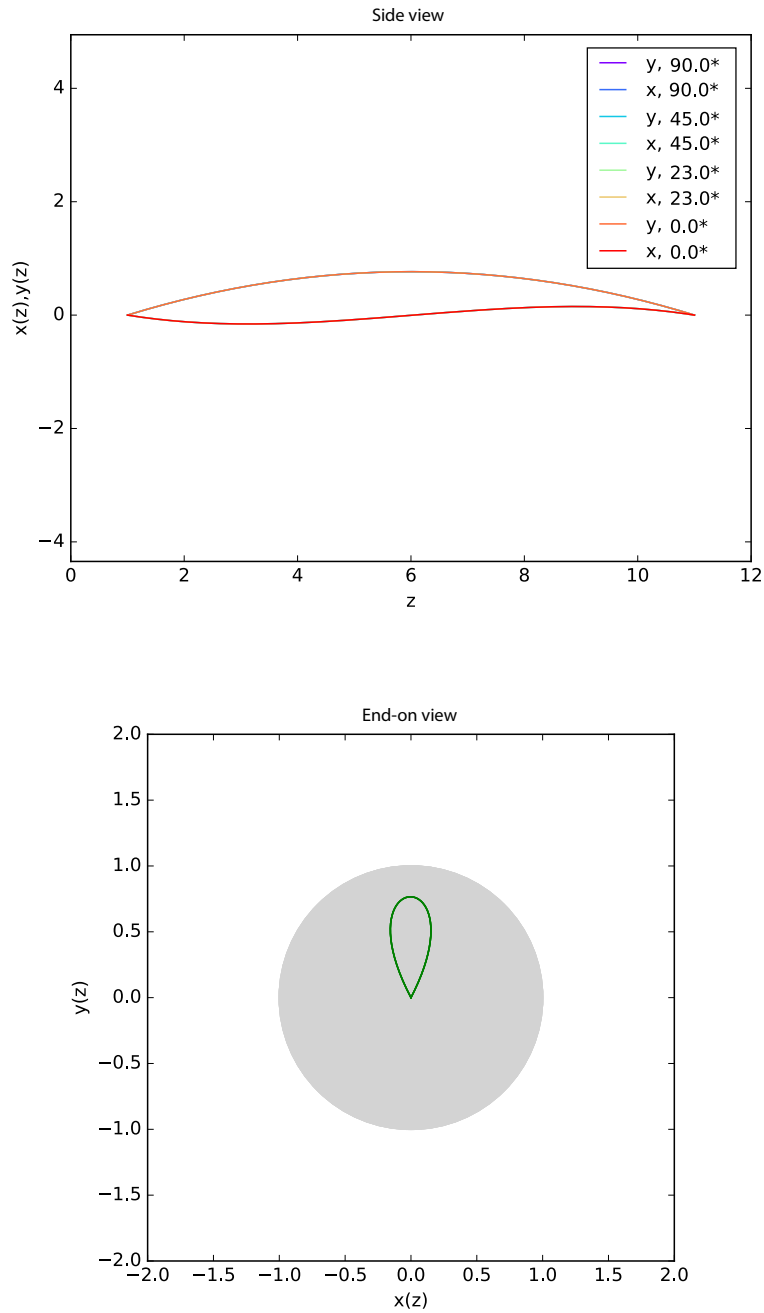 Side view
4
2
0
−2
−4
x(z),y(z)
y, 90.0*
x, 90.0*
y, 45.0*
x, 45.0*
y, 23.0*
x, 23.0*
y, 0.0*
x, 0.0*
0 2 4 6 8 10 12
z
End-on view
2.0
1.5
1.0
0.5
0.0
−0.5
−1.0
−1.5
−2.0
y(z)
−2.0 −1.5 −1.0 −0.5 0.0 0.5 1.0 1.5 2.0
x(z)